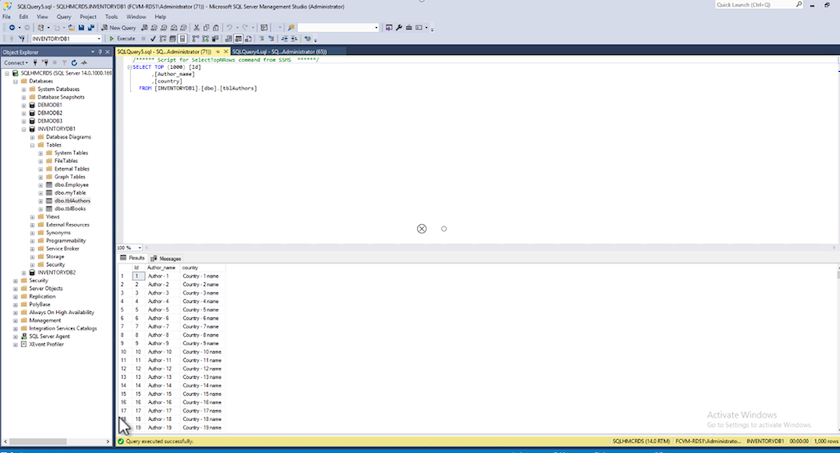 SQLQuery5.sql - SQLHMCRDS.INVENTORYDB1 (FCVM-RDS1\Administrator (71)) - Microsoft SQL Server Management Studio (Administrator)
Quick Launch (Ctrl+Q)
File Edit View Query Project Tools Window Help
New Query
INVENTORYDB1 Execute
Object Explorer
SQLQuery5.sql - SQ...Administrator (71))
SQLQuery4.sql - SQ...Administrator (65))
Connect
SQLHMCRDS (SQL Server 14.0.1000.169
Databases
System Databases
Database Snapshots
DEMODB1
DEMODB2
DEMODB3
INVENTORYDB1
Database Diagrams
Tables
System Tables
FileTables
External Tables
Graph Tables
dbo.Employee
dbo.myTable
dbo.tblAuthors
dbo.tblBooks
Views
External Resources
Synonyms
Programmability
Service Broker
Storage
Security
INVENTORYDB2
Security
Server Objects
Replication
PolyBase
Always On High Availability
Management
Integration Services Catalogs
SQL Server Agent
XEvent Profiler
/****** Script for SelectTopNRows command from SSMS ******/
SELECT TOP (1000) [Id]
,[Author_name]
,[country]
FROM [INVENTORYDB1].[dbo].[tblAuthors]
100 %
Results Messages
Id Author_name country
1 1 Author - 1 Country - 1 name
2 2 Author - 2 Country - 2 name
3 3 Author - 3 Country - 3 name
4 4 Author - 4 Country - 4 name
5 5 Author - 5 Country - 5 name
6 6 Author - 6 Country - 6 name
7 7 Author - 7 Country - 7 name
8 8 Author - 8 Country - 8 name
9 9 Author - 9 Country - 9 name
10 10 Author - 10 Country - 10 name
11 11 Author - 11 Country - 11 name
12 12 Author - 12 Country - 12 name
13 13 Author - 13 Country - 13 name
14 14 Author - 14 Country - 14 name
15 15 Author - 15 Country - 15 name
16 16 Author - 16 Country - 16 name
17 17 Author - 17 Country - 17 name
18 Author - 18 Country - 18 name
19 Author - 19 Country - 19 name
Activate Windows
Go to Settings to activate Windows.
Query executed successfully.
SQLHMCRDS (14.0 RTM) FCVM-RDS1\Administrato... INVENTORYDB1 00:00:00 1,000 rows